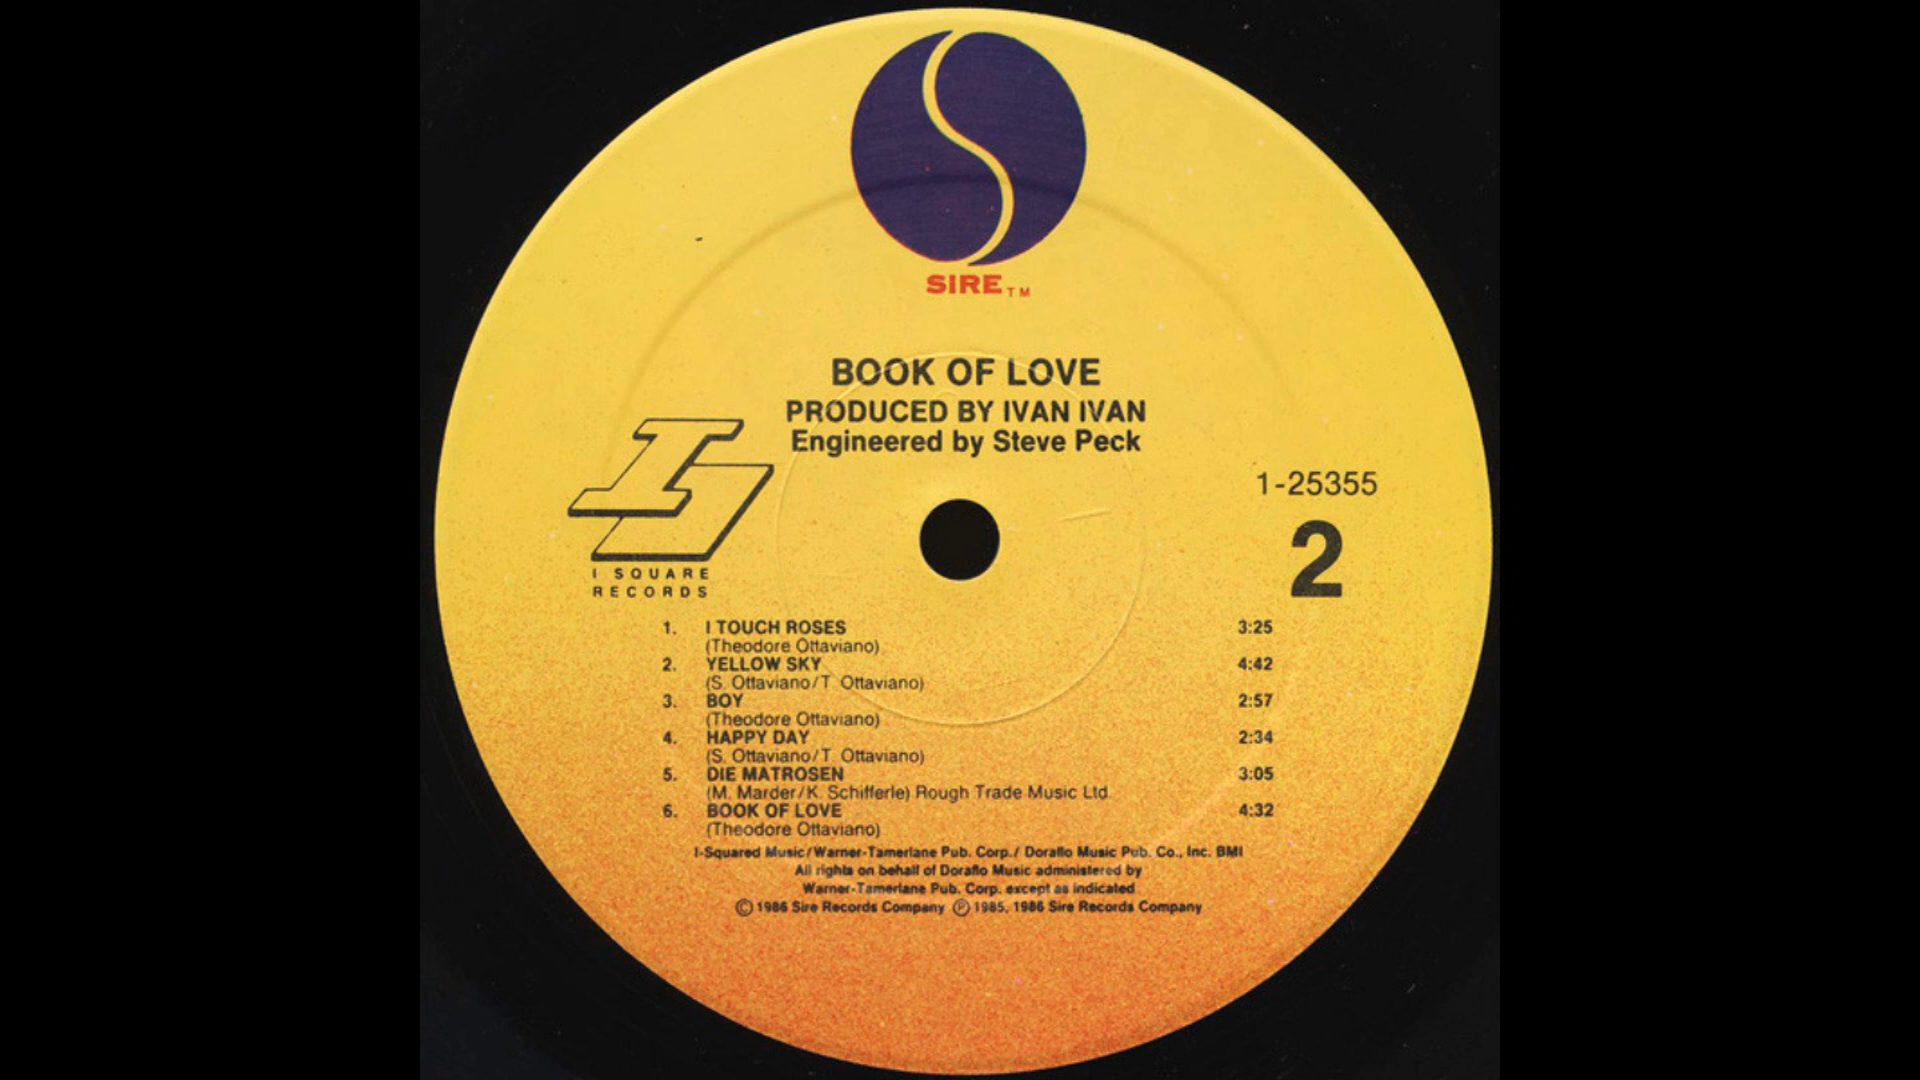 SIRE TM
BOOK OF LOVE
PRODUCED BY IVAN IVAN
Engineered by Steve Peck
I SQUARE
RECORDS
1-25355
2
1. I TOUCH ROSES 3:25
(Theodore Ottaviano)
2. YELLOW SKY 4:42
(S. Ottaviano/T. Ottaviano)
3. BOY 2:57
(Theodore Ottaviano)
4. HAPPY DAY 2:34
(S. Ottaviano/T. Ottaviano)
5. DIE MATROSEN 3:05
(M. Marder/K. Schifferle) Rough Trade Music Ltd.
6. BOOK OF LOVE 4:32
(Theodore Ottaviano)
I-Squared Music/Warner-Tamerlane Pub. Corp./ Doraflo Music Pub. Co., Inc. BMI
All rights on behalf of Doraflo Music administered by
Warner-Tamerlane Pub. Corp. except as indicated
© 1986 Sire Records Company ℗ 1985, 1986 Sire Records Company